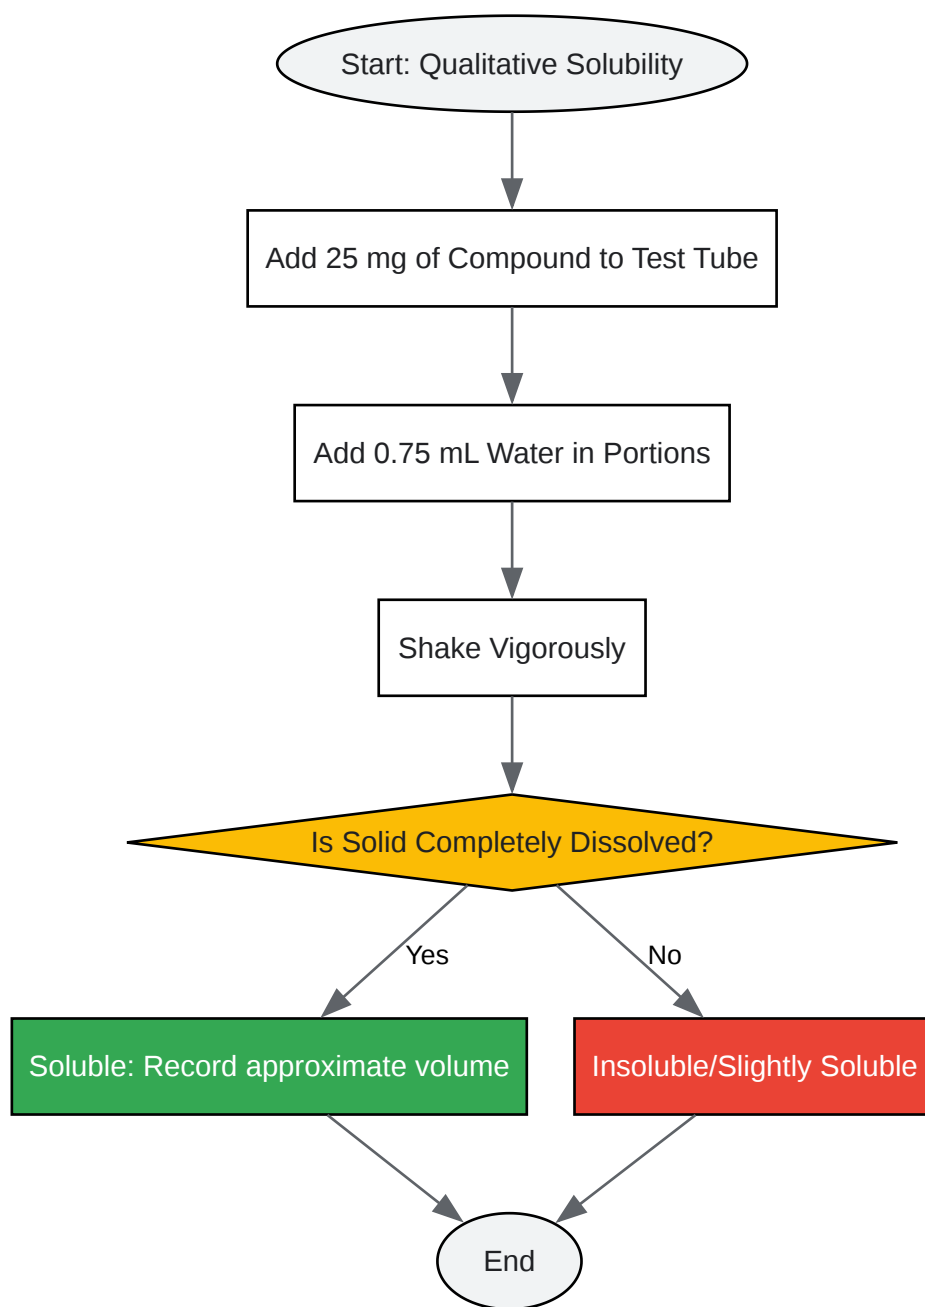 Start: Qualitative Solubility
Add 25 mg of Compound to Test Tube
Add 0.75 mL Water in Portions
Shake Vigorously
Is Solid Completely Dissolved?
Yes
No
Soluble: Record approximate volume
Insoluble/Slightly Soluble
End